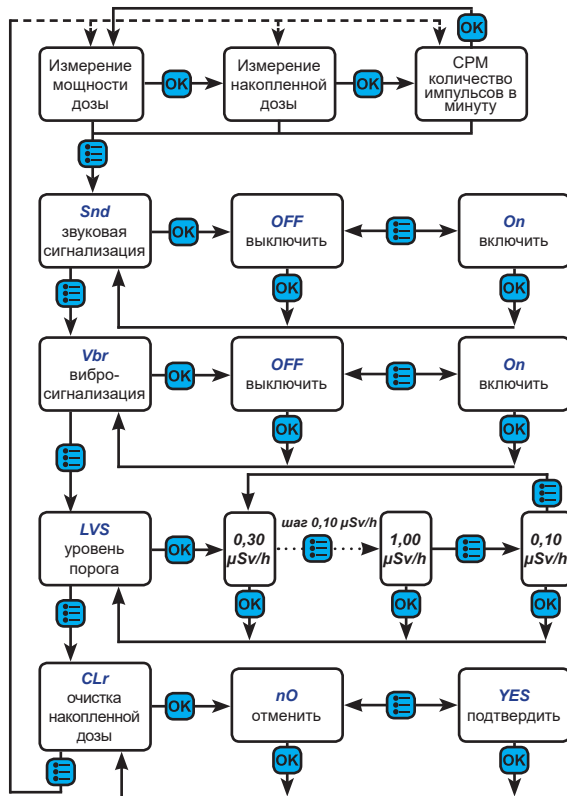 OK
Измерение
мощности
дозы
OK
Измерение
накопленной
дозы
OK
CPM
количество
импульсов в
минуту
Snd
звуковая
сигнализация
OK
OFF
выключить
On
включить
OK
OK
Vbr
вибро-
сигнализация
OK
OFF
выключить
On
включить
OK
OK
LVS
уровень
порога
OK
0,30
µSv/h
шаг 0,10 µSv/h
1,00
µSv/h
0,10
µSv/h
OK
OK
OK
CLr
очистка
накопленной
дозы
OK
nO
отменить
YES
подтвердить
OK
OK